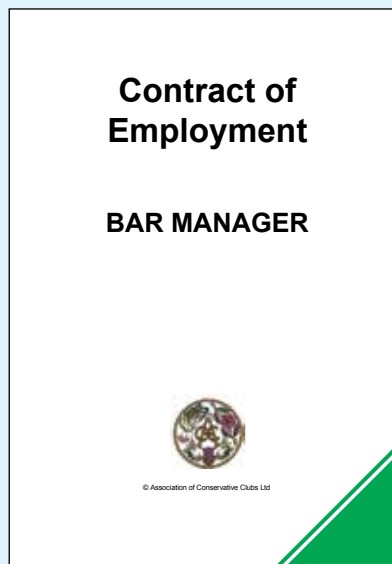 Contract of
Employment
BAR MANAGER
© Association of Conservative Clubs Ltd